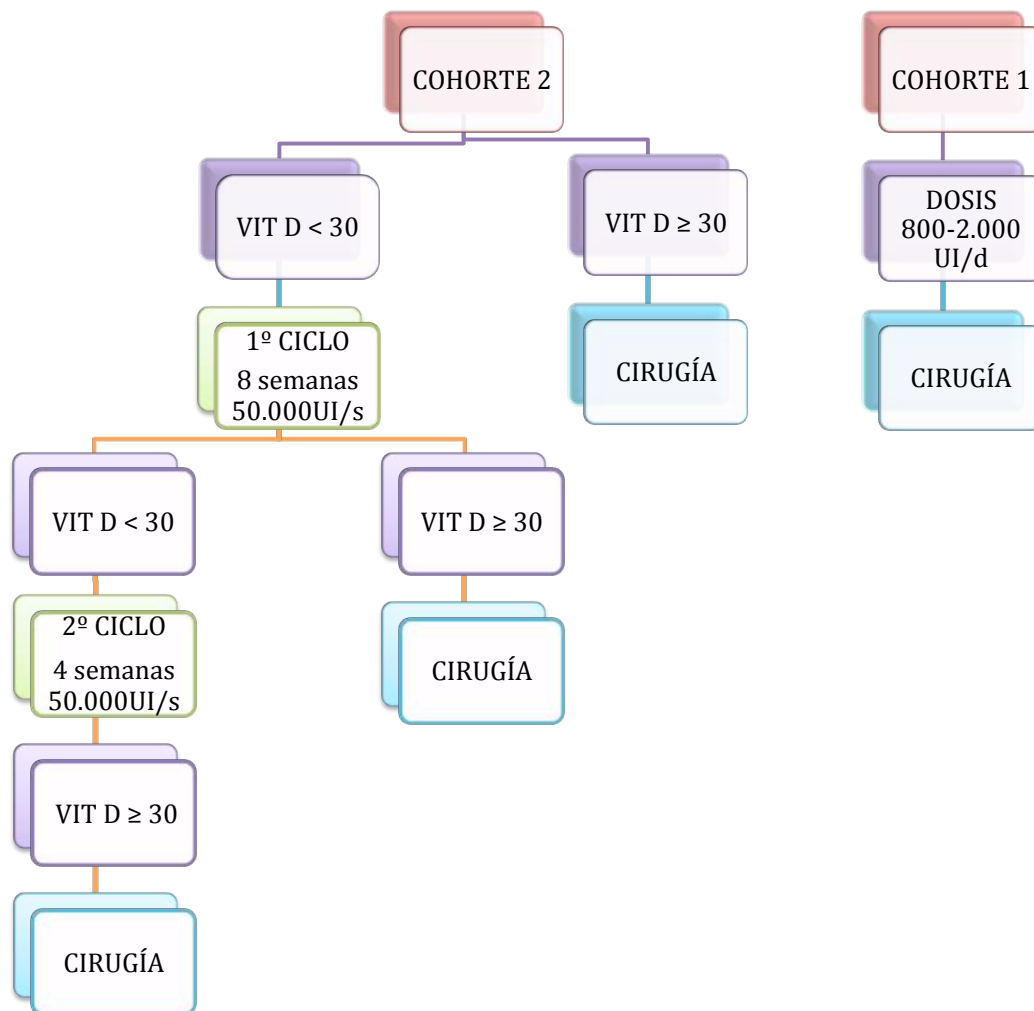 COHORTE 2
COHORTE 1
VIT D < 30
VIT D ≥ 30
DOSIS
800-2.000
UI/d
1º CICLO
8 semanas
50.000UI/s
CIRUGÍA
CIRUGÍA
VIT D < 30
VIT D ≥ 30
2º CICLO
4 semanas
50.000UI/s
CIRUGÍA
VIT D ≥ 30
CIRUGÍA